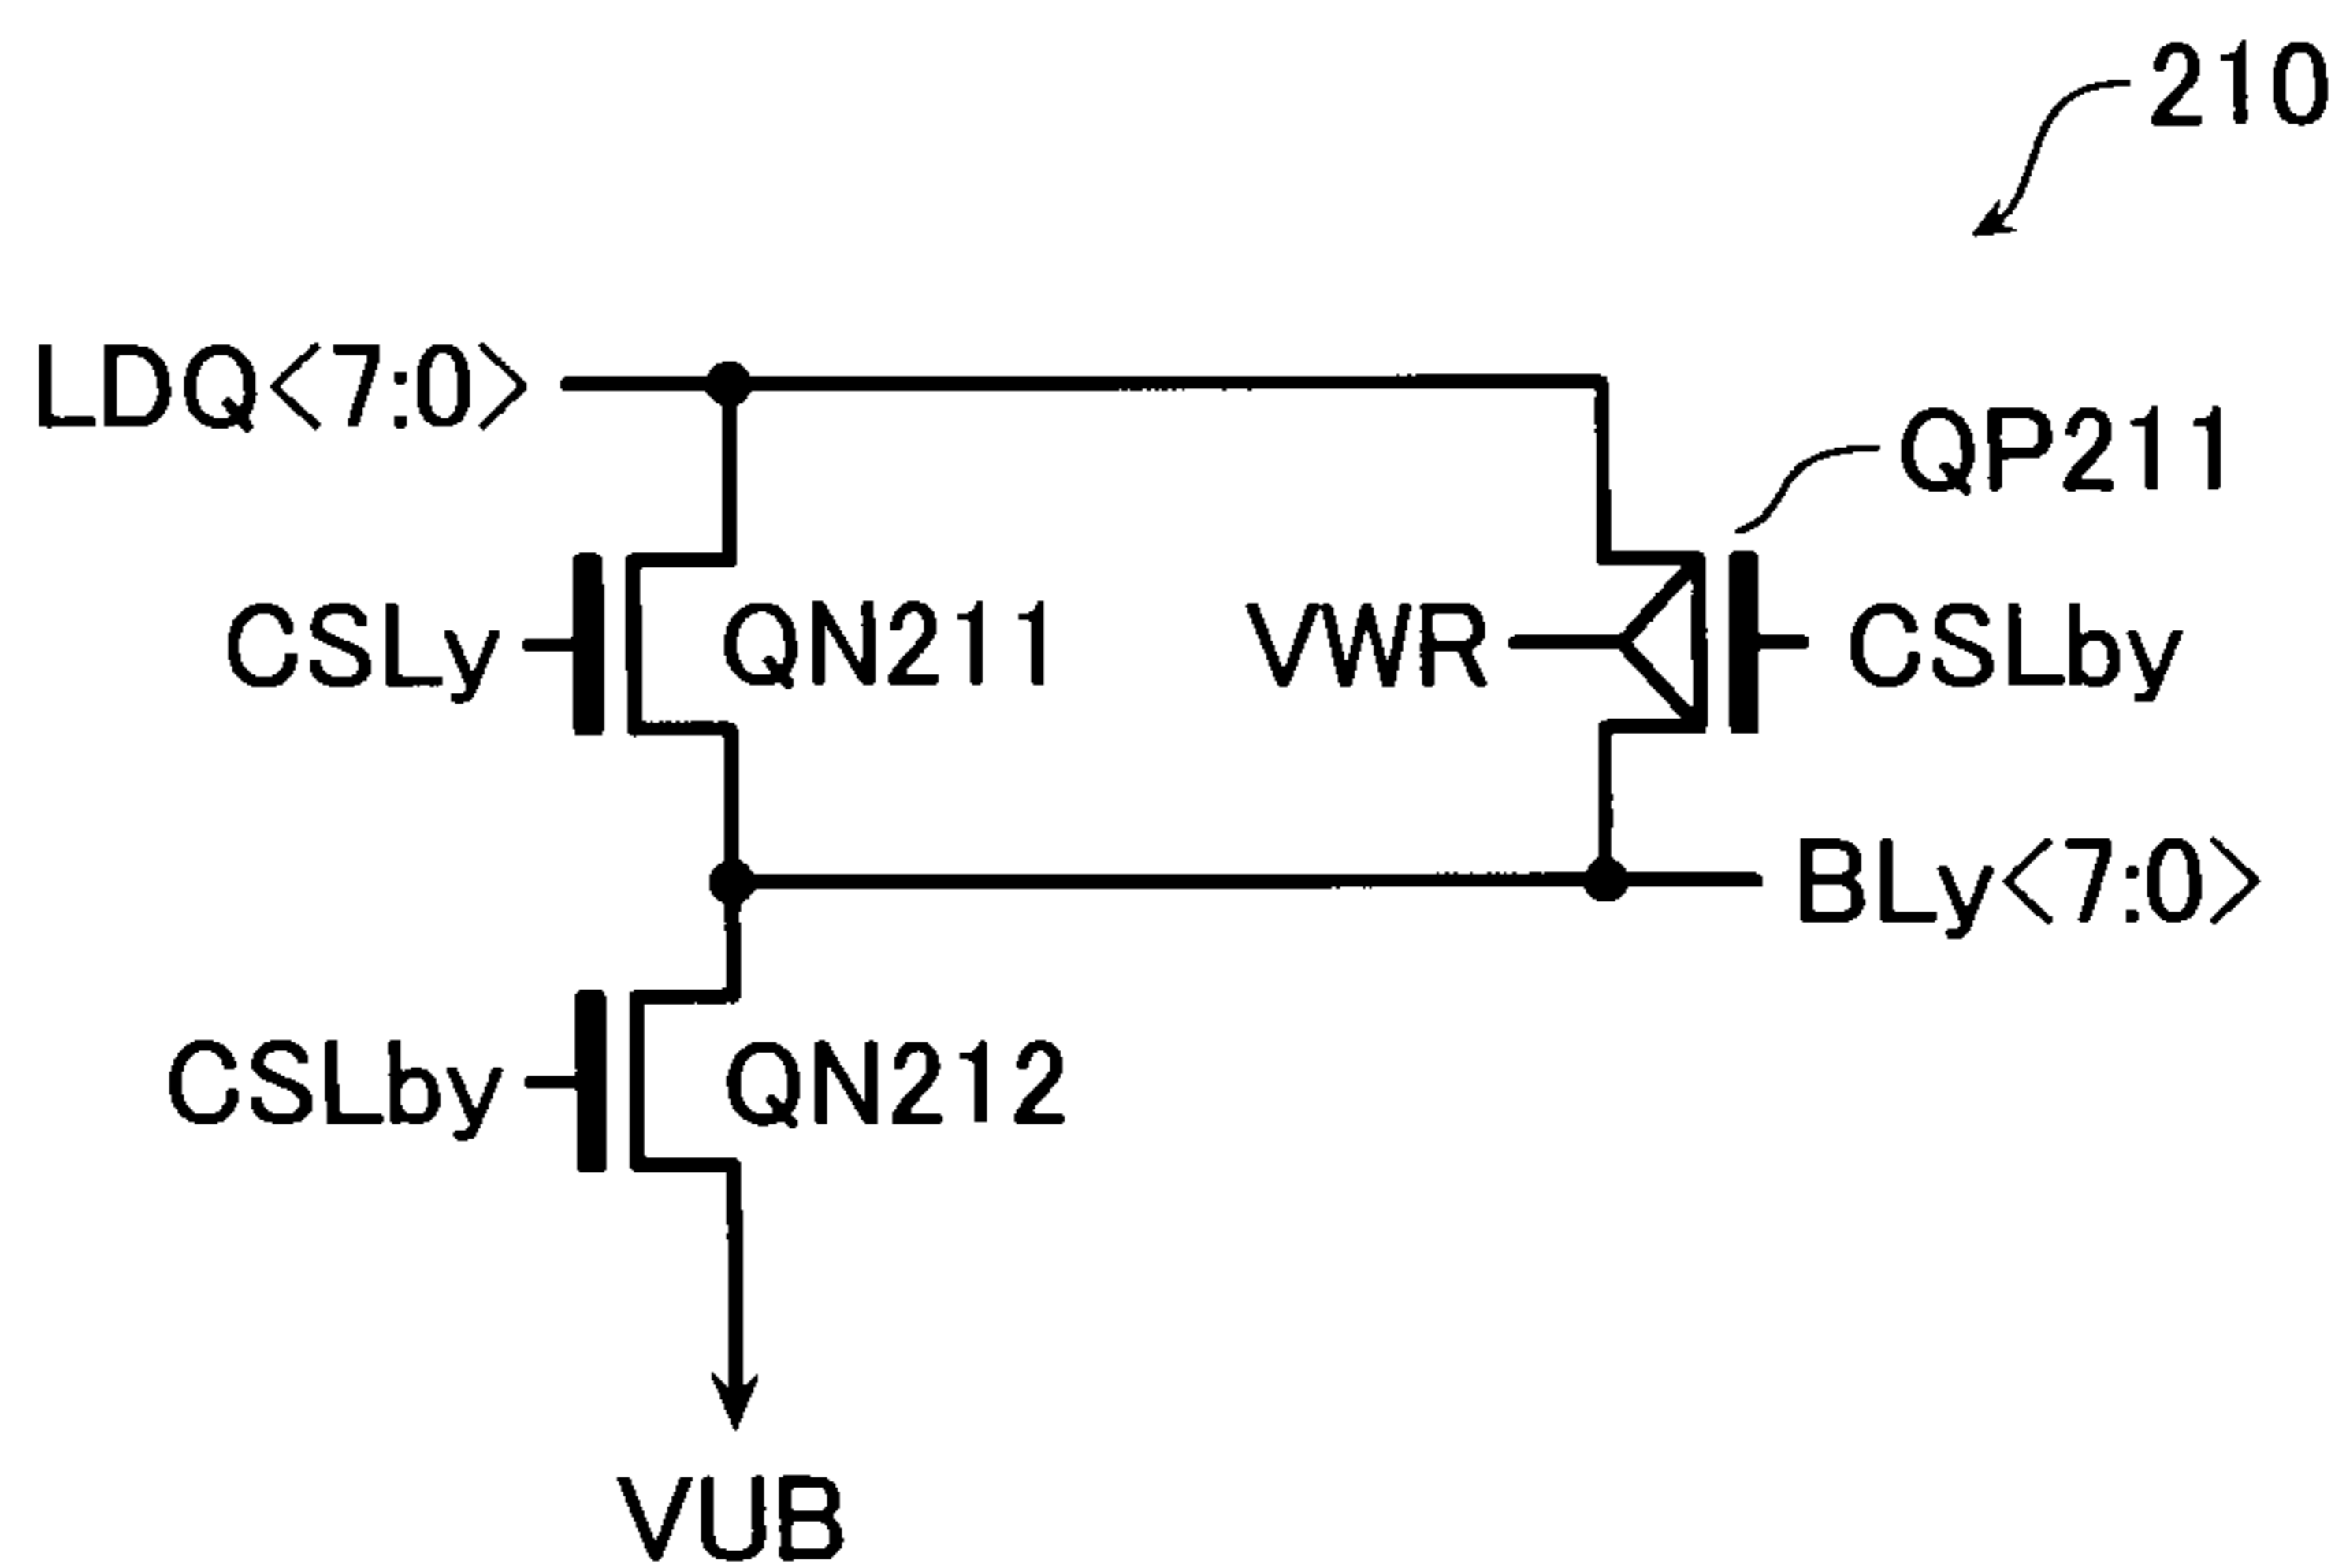 210
LDQ<7:0>
QP211
CSLy QN211 VWR CSLby
BLy<7:0>
CSLby QN212
VUB